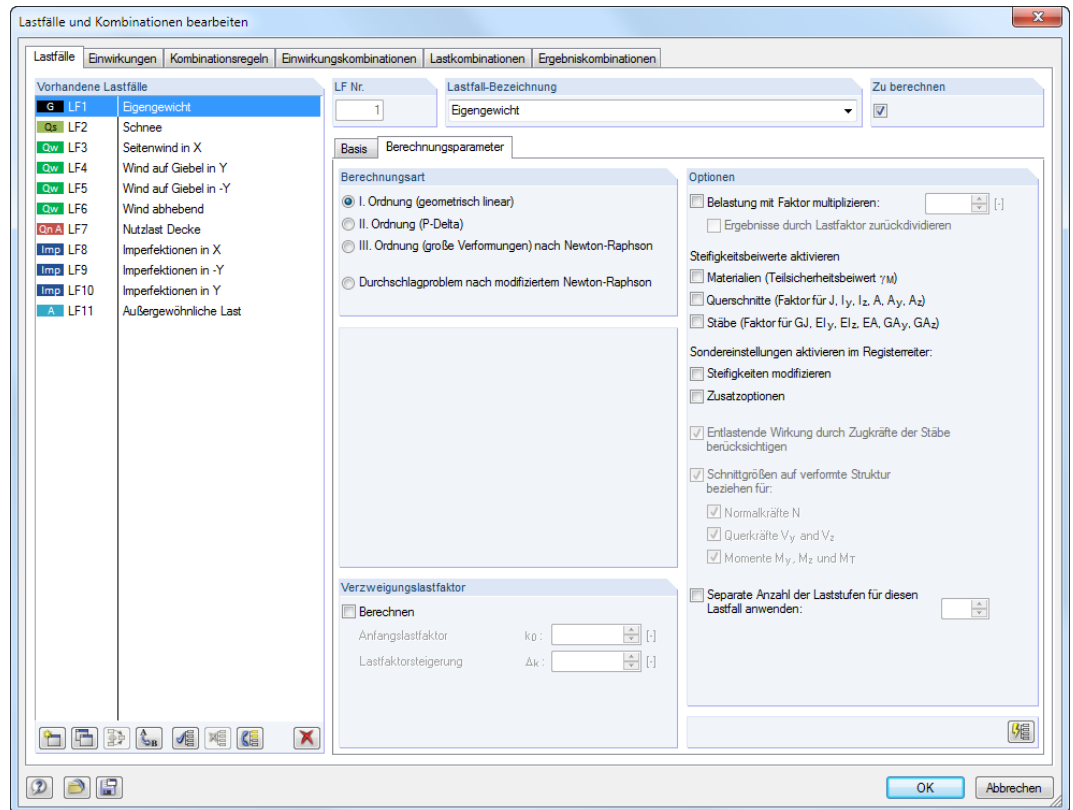 Lastfälle und Kombinationen bearbeiten
Lastfälle Einwirkungen Kombinationsregeln Einwirkungskombinationen Lastkombinationen Ergebniskombinationen
Vorhandene Lastfälle
G LF1 Eigengewicht
Qs LF2 Schnee
Qw LF3 Seitenwind in X
Qw LF4 Wind auf Giebel in Y
Qw LF5 Wind auf Giebel in -Y
Qw LF6 Wind abhebend
Qn A LF7 Nutzlast Decke
Imp LF8 Imperfektionen in X
Imp LF9 Imperfektionen in -Y
Imp LF10 Imperfektionen in Y
A LF11 Außergewöhnliche Last
LF Nr.
1
Lastfall-Bezeichnung
Eigengewicht
Zu berechnen
Basis Berechnungsparameter
Berechnungsart
I. Ordnung (geometrisch linear)
II. Ordnung (P-Delta)
III. Ordnung (große Verformungen) nach Newton-Raphson
Durchschlagproblem nach modifiziertem Newton-Raphson
Verzweigungslastfaktor
Berechnen
Anfangslastfaktor k0 : [-]
Lastfaktorsteigerung Δk : [-]
Optionen
Belastung mit Faktor multiplizieren: [-]
Ergebnisse durch Lastfaktor zurückdividieren
Steifigkeitsbeiwerte aktivieren
Materialien (Teilsicherheitsbeiwert γM)
Querschnitte (Faktor für J, Iy, Iz, A, Ay, Az)
Stäbe (Faktor für GJ, EIy, EIz, EA, GAy, GAz)
Sondereinstellungen aktivieren im Registerreiter:
Steifigkeiten modifizieren
Zusatzoptionen
Entlastende Wirkung durch Zugkräfte der Stäbe
berücksichtigen
Schnittgrößen auf verformte Struktur
beziehen für:
Normalkräfte N
Querkräfte Vy and Vz
Momente My, Mz und MT
Separate Anzahl der Laststufen für diesen
Lastfall anwenden:
OK Abbrechen